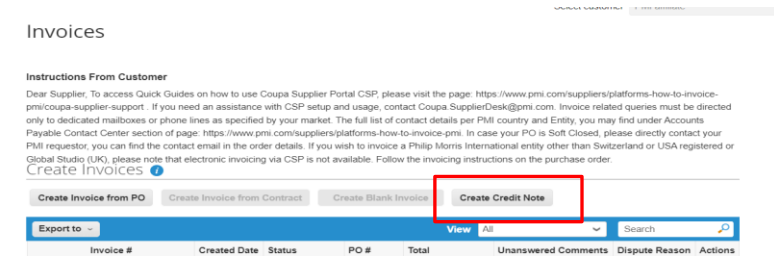 Invoices
Instructions From Customer
Dear Supplier, To access Quick Guides on how to use Coupa Supplier Portal CSP, please visit the page: https://www.pmi.com/suppliers/platforms-how-to-invoice-
pmi/coupa-supplier-support . If you need an assistance with CSP setup and usage, contact Coupa.SupplierDesk@pmi.com. Invoice related queries must be directed
only to dedicated mailboxes or phone lines as specified by your market. The full list of contact details per PMI country and Entity, you may find under Accounts
Payable Contact Center section of page: https://www.pmi.com/suppliers/platforms-how-to-invoice-pmi. In case your PO is Soft Closed, please directly contact your
PMI requestor, you can find the contact email in the order details. If you wish to invoice a Philip Morris International entity other than Switzerland or USA registered or
Global Studio (UK), please note that electronic invoicing via CSP is not available. Follow the invoicing instructions on the purchase order.
Create Invoices
Create Invoice from PO Create Invoice from Contract Create Blank Invoice Create Credit Note
Export to View All Search
Invoice # Created Date Status PO # Total Unanswered Comments Dispute Reason Actions